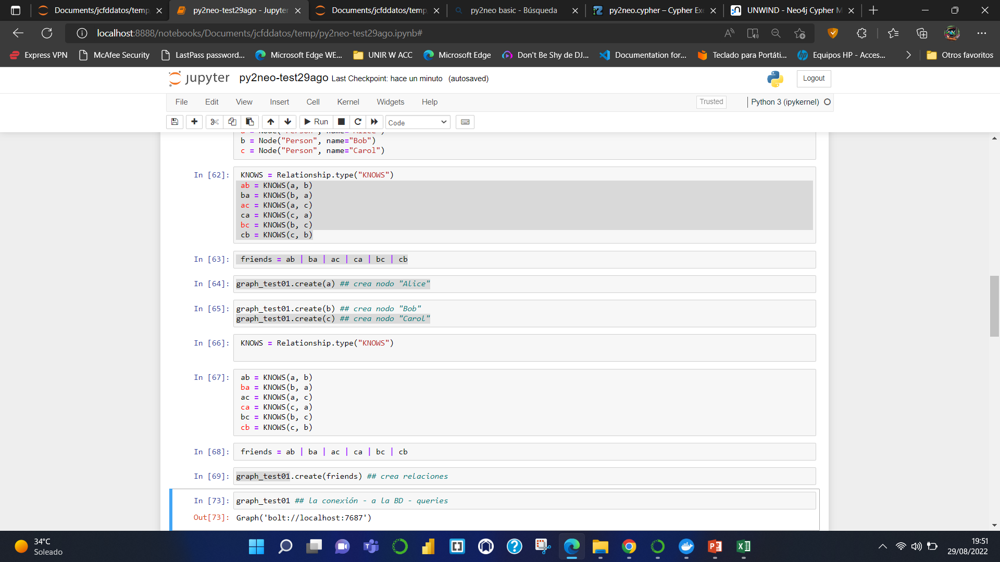 Documents/jcfddatos/temp
py2neo-test29ago - Jupyter
Documents/jcfddatos/temp
py2neo basic - Búsqueda
py2neo.cypher – Cypher Exe
UNWIND - Neo4j Cypher M
localhost:8888/notebooks/Documents/jcfddatos/temp/py2neo-test29ago.ipynb#
Express VPN
McAfee Security
LastPass password...
Microsoft Edge WE...
UNIR W ACC
Microsoft Edge
Don't Be Shy de DJ...
Documentation for...
Teclado para Portáti...
Equipos HP - Acces...
Otros favoritos
jupyter py2neo-test29ago Last Checkpoint: hace un minuto (autosaved)
Logout
File Edit View Insert Cell Kernel Widgets Help
Trusted
Python 3 (ipykernel)
Run
Code
a = Node("Person", name="Alice")
b = Node("Person", name="Bob")
c = Node("Person", name="Carol")
In [62]: KNOWS = Relationship.type("KNOWS")
ab = KNOWS(a, b)
ba = KNOWS(b, a)
ac = KNOWS(a, c)
ca = KNOWS(c, a)
bc = KNOWS(b, c)
cb = KNOWS(c, b)
In [63]: friends = ab | ba | ac | ca | bc | cb
In [64]: graph_test01.create(a) ## crea nodo "Alice"
In [65]: graph_test01.create(b) ## crea nodo "Bob"
graph_test01.create(c) ## crea nodo "Carol"
In [66]: KNOWS = Relationship.type("KNOWS")
In [67]: ab = KNOWS(a, b)
ba = KNOWS(b, a)
ac = KNOWS(a, c)
ca = KNOWS(c, a)
bc = KNOWS(b, c)
cb = KNOWS(c, b)
In [68]: friends = ab | ba | ac | ca | bc | cb
In [69]: graph_test01.create(friends) ## crea relaciones
In [73]: graph_test01 ## la conexión - a la BD - queries
Out[73]: Graph('bolt://localhost:7687')
34°C
Soleado
19:51
29/08/2022